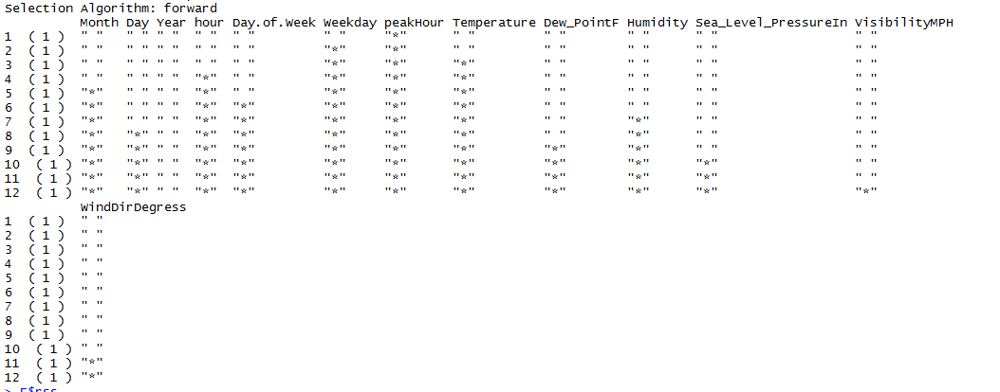 Selection Algorithm: forward
          Month Day Year hour Day.of.Week Weekday peakHour Temperature Dew_PointF Humidity Sea_Level_PressureIn VisibilityMPH
1  ( 1 )  " "   " " " "  " "  " "         " "     "*"      " "         " "        " "      " "                  " "
2  ( 1 )  " "   " " " "  " "  " "         "*"     "*"      " "         " "        " "      " "                  " "
3  ( 1 )  " "   " " " "  " "  " "         "*"     "*"      "*"         " "        " "      " "                  " "
4  ( 1 )  " "   " " " "  "*"  " "         "*"     "*"      "*"         " "        " "      " "                  " "
5  ( 1 )  "*"   " " " "  "*"  " "         "*"     "*"      "*"         " "        " "      " "                  " "
6  ( 1 )  "*"   " " " "  "*"  "*"         "*"     "*"      "*"         " "        " "      " "                  " "
7  ( 1 )  "*"   " " " "  "*"  "*"         "*"     "*"      "*"         " "        "*"      " "                  " "
8  ( 1 )  "*"   "*" " "  "*"  "*"         "*"     "*"      "*"         " "        "*"      " "                  " "
9  ( 1 )  "*"   "*" " "  "*"  "*"         "*"     "*"      "*"         "*"        "*"      " "                  " "
10  ( 1 ) "*"   "*" " "  "*"  "*"         "*"     "*"      "*"         "*"        "*"      "*"                  " "
11  ( 1 ) "*"   "*" " "  "*"  "*"         "*"     "*"      "*"         "*"        "*"      "*"                  " "
12  ( 1 ) "*"   "*" " "  "*"  "*"         "*"     "*"      "*"         "*"        "*"      "*"                  "*"
          WindDirDegress
1  ( 1 )  " "
2  ( 1 )  " "
3  ( 1 )  " "
4  ( 1 )  " "
5  ( 1 )  " "
6  ( 1 )  " "
7  ( 1 )  " "
8  ( 1 )  " "
9  ( 1 )  " "
10  ( 1 ) " "
11  ( 1 ) "*"
12  ( 1 ) "*"